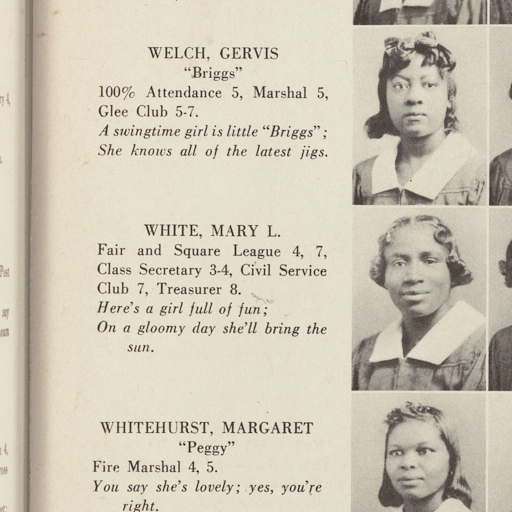 WELCH, GERVIS
"Briggs"
100% Attendance 5, Marshal 5,
Glee Club 5-7.
A swingtime girl is little "Briggs";
She knows all of the latest jigs.
WHITE, MARY L.
Fair and Square League 4, 7,
Class Secretary 3-4, Civil Service
Club 7, Treasurer 8.
Here's a girl full of fun;
On a gloomy day she'll bring the
sun.
WHITEHURST, MARGARET
"Peggy"
Fire Marshal 4, 5.
You say she's lovely; yes, you're
right.